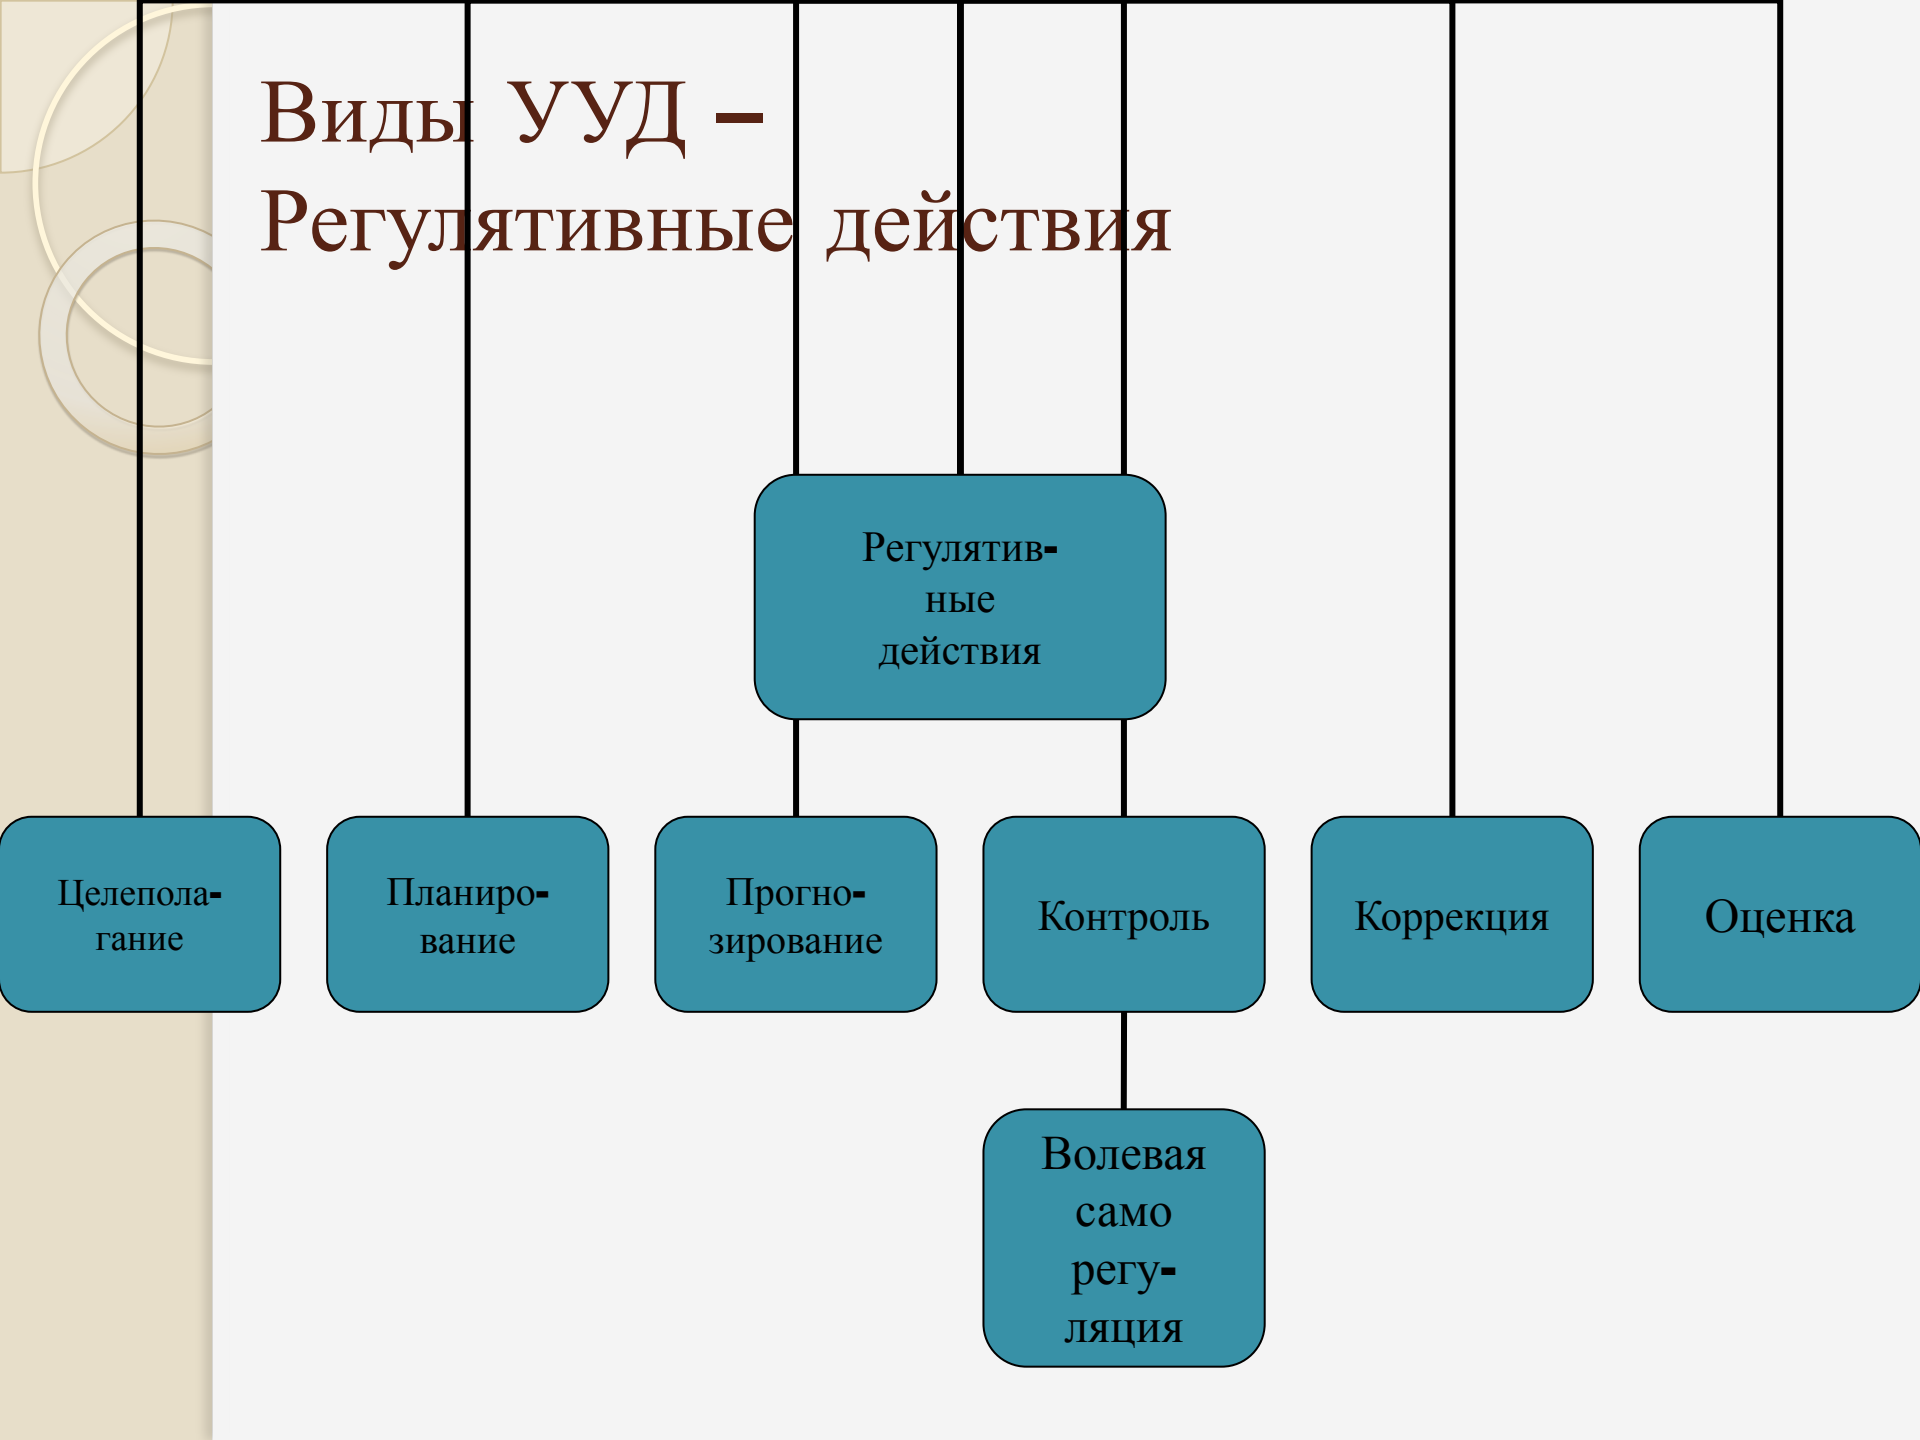 Виды УУД –
Регулятивные действия
Регулятив-
ные
действия
Целепола-
гание
Планиро-
вание
Прогно-
зирование
Контроль
Коррекция
Оценка
Волевая
само
регу-
ляция